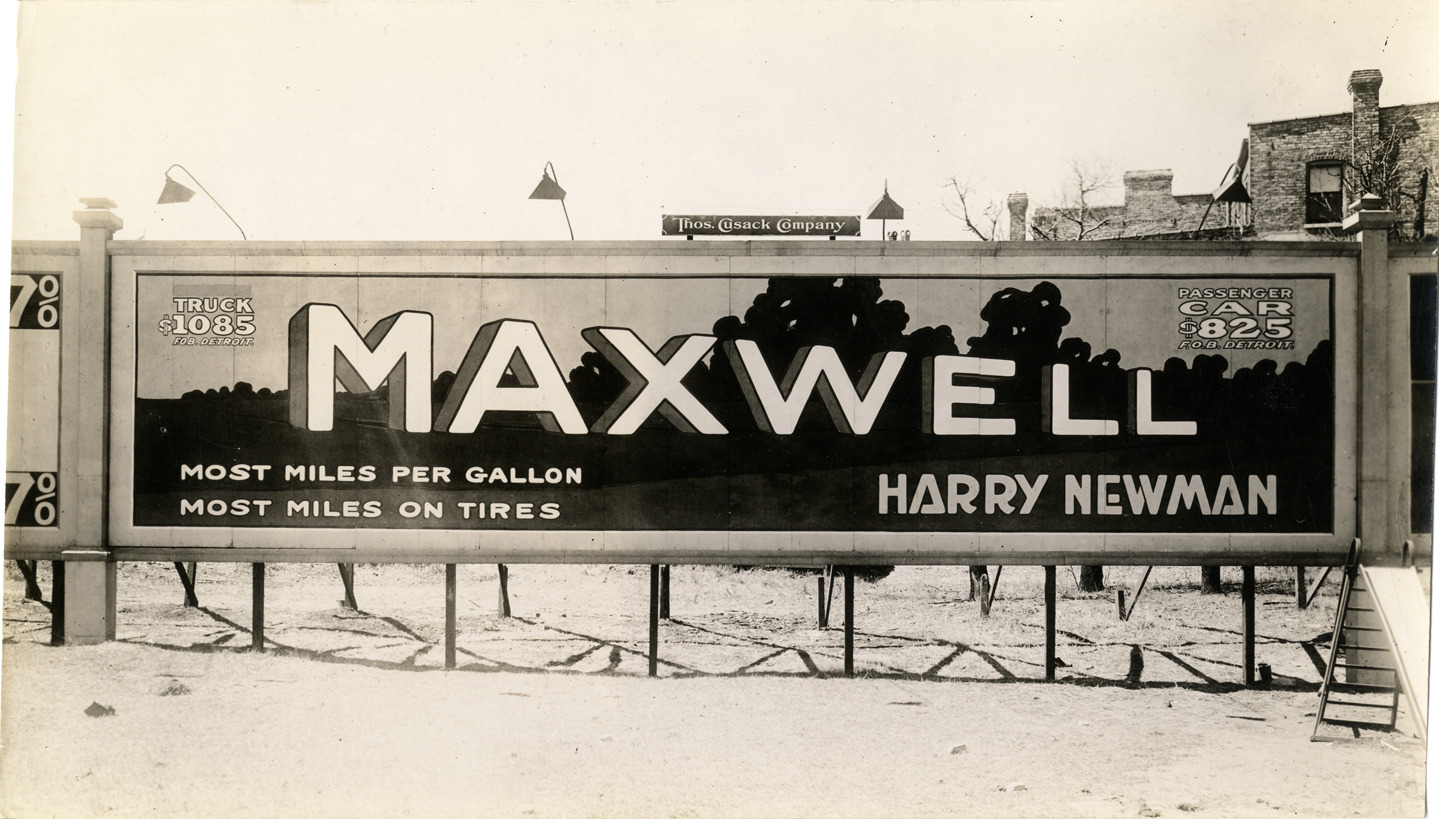 Thos. Cusack Company
7%
7%
TRUCK
$1085
F.O.B. DETROIT.
MAXWELL
PASSENGER
CAR
$825
F.O.B. DETROIT.
MOST MILES PER GALLON
MOST MILES ON TIRES
HARRY NEWMAN